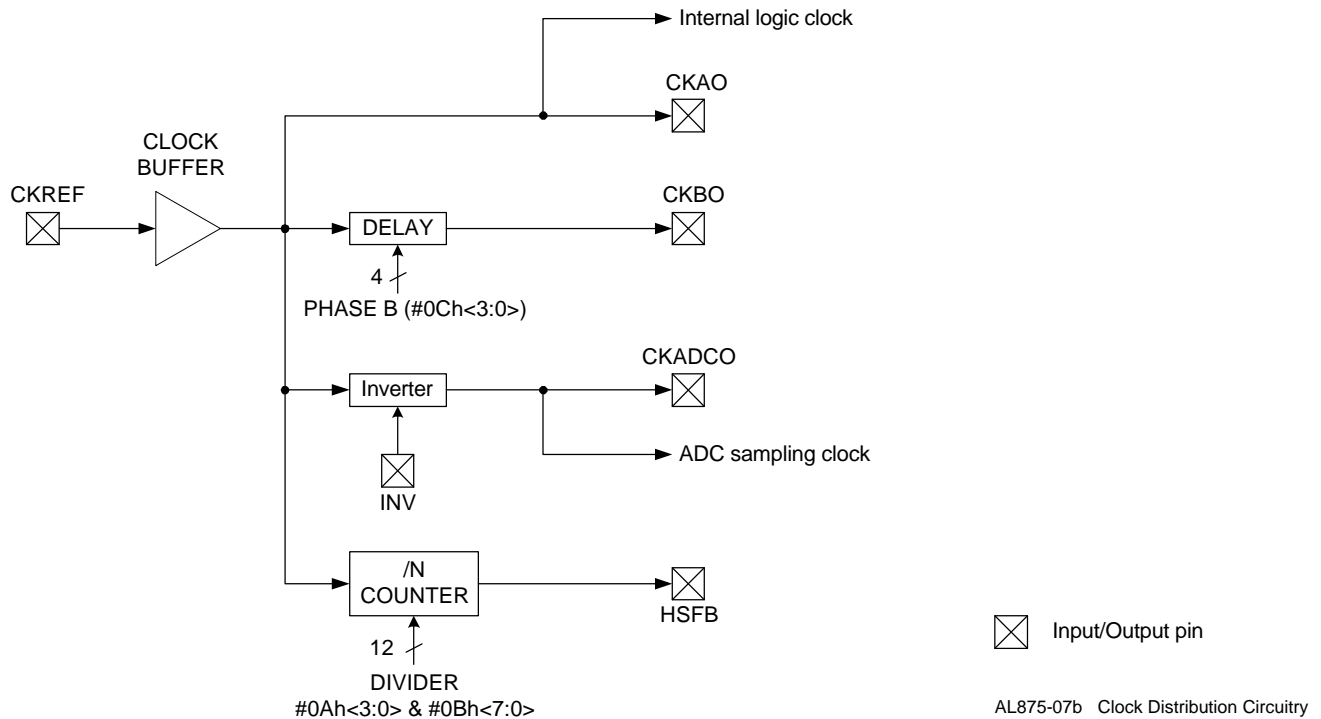 Internal logic clock
CKAO
CLOCK
BUFFER
CKREF
CKBO
DELAY
4
PHASE B (#0Ch<3:0>)
CKADCO
Inverter
ADC sampling clock
INV
/N
COUNTER
HSFB
12
DIVIDER
#0Ah<3:0> & #0Bh<7:0>
Input/Output pin
AL875-07b Clock Distribution Circuitry